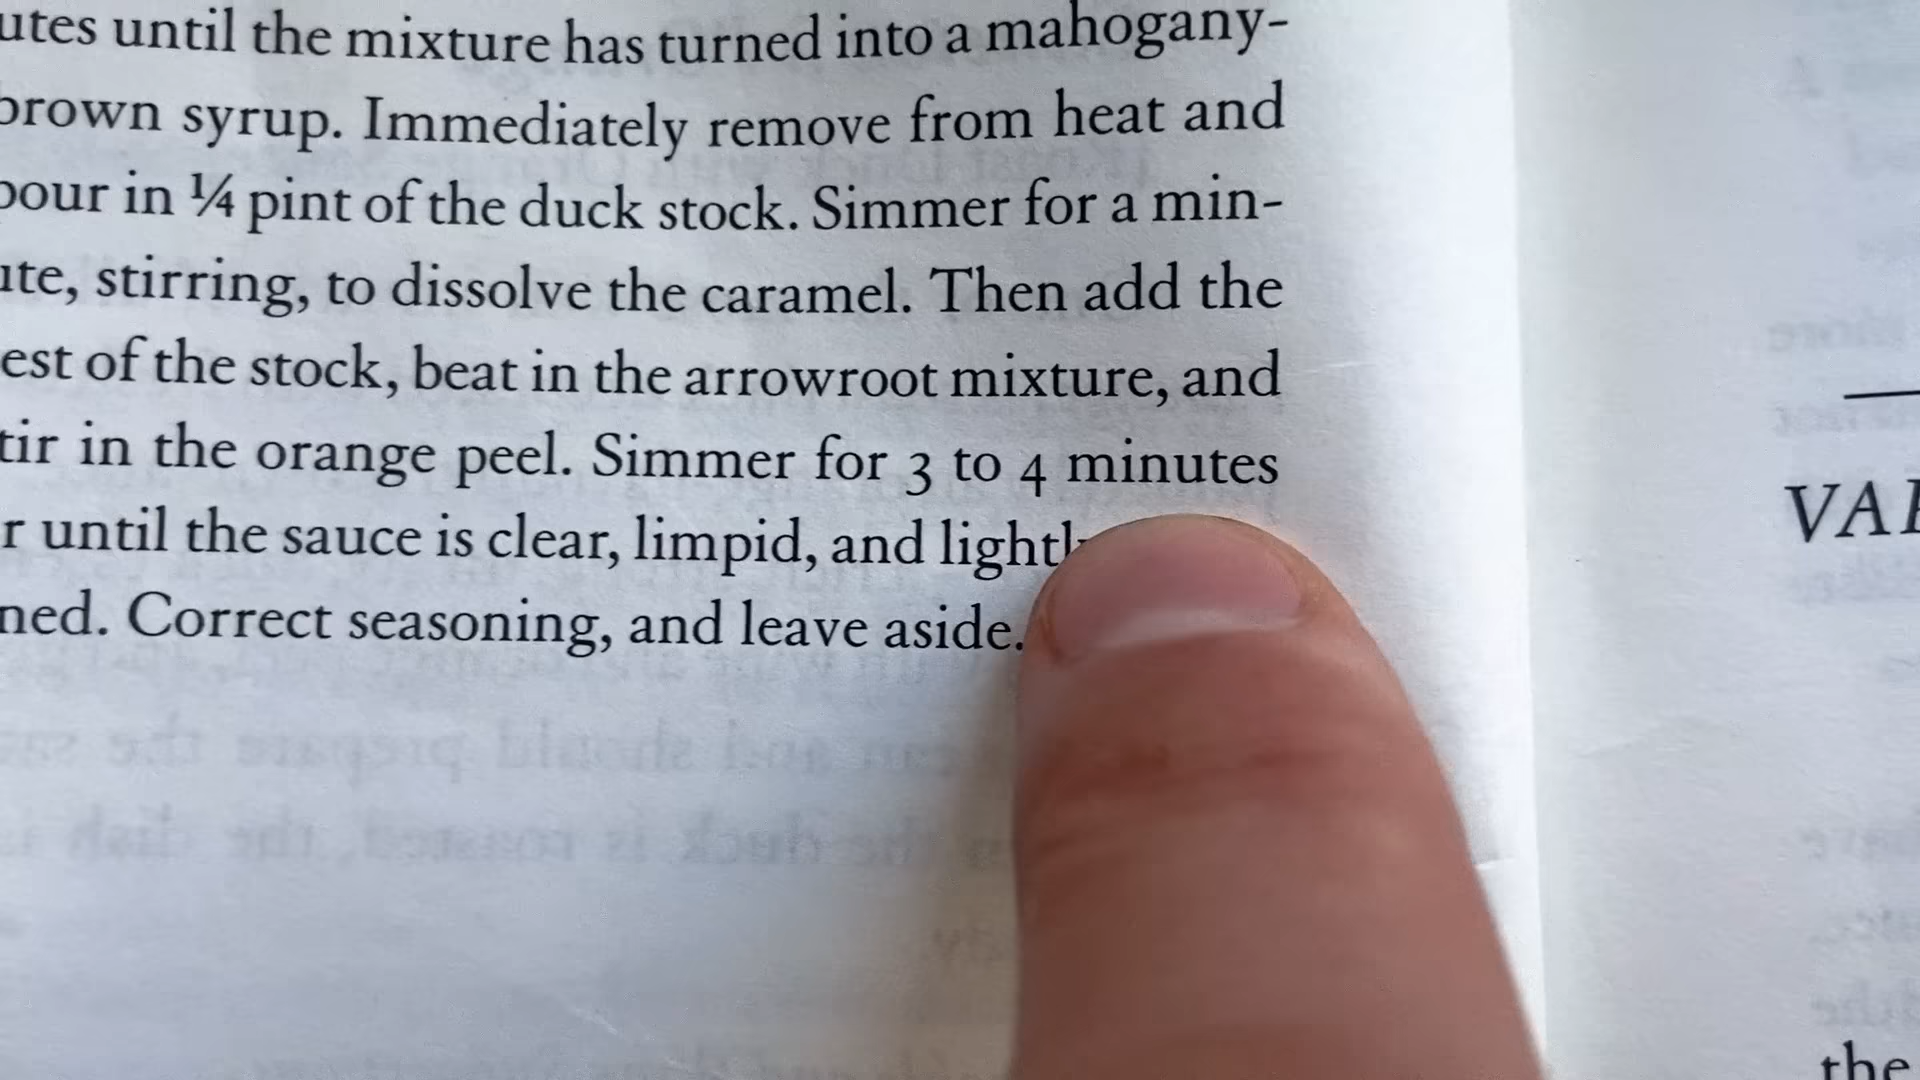 utes until the mixture has turned into a mahogany-
brown syrup. Immediately remove from heat and
pour in ¼ pint of the duck stock. Simmer for a min-
ute, stirring, to dissolve the caramel. Then add the
est of the stock, beat in the arrowroot mixture, and
tir in the orange peel. Simmer for 3 to 4 minutes
r until the sauce is clear, limpid, and lightl
ned. Correct seasoning, and leave aside.
VAR
the